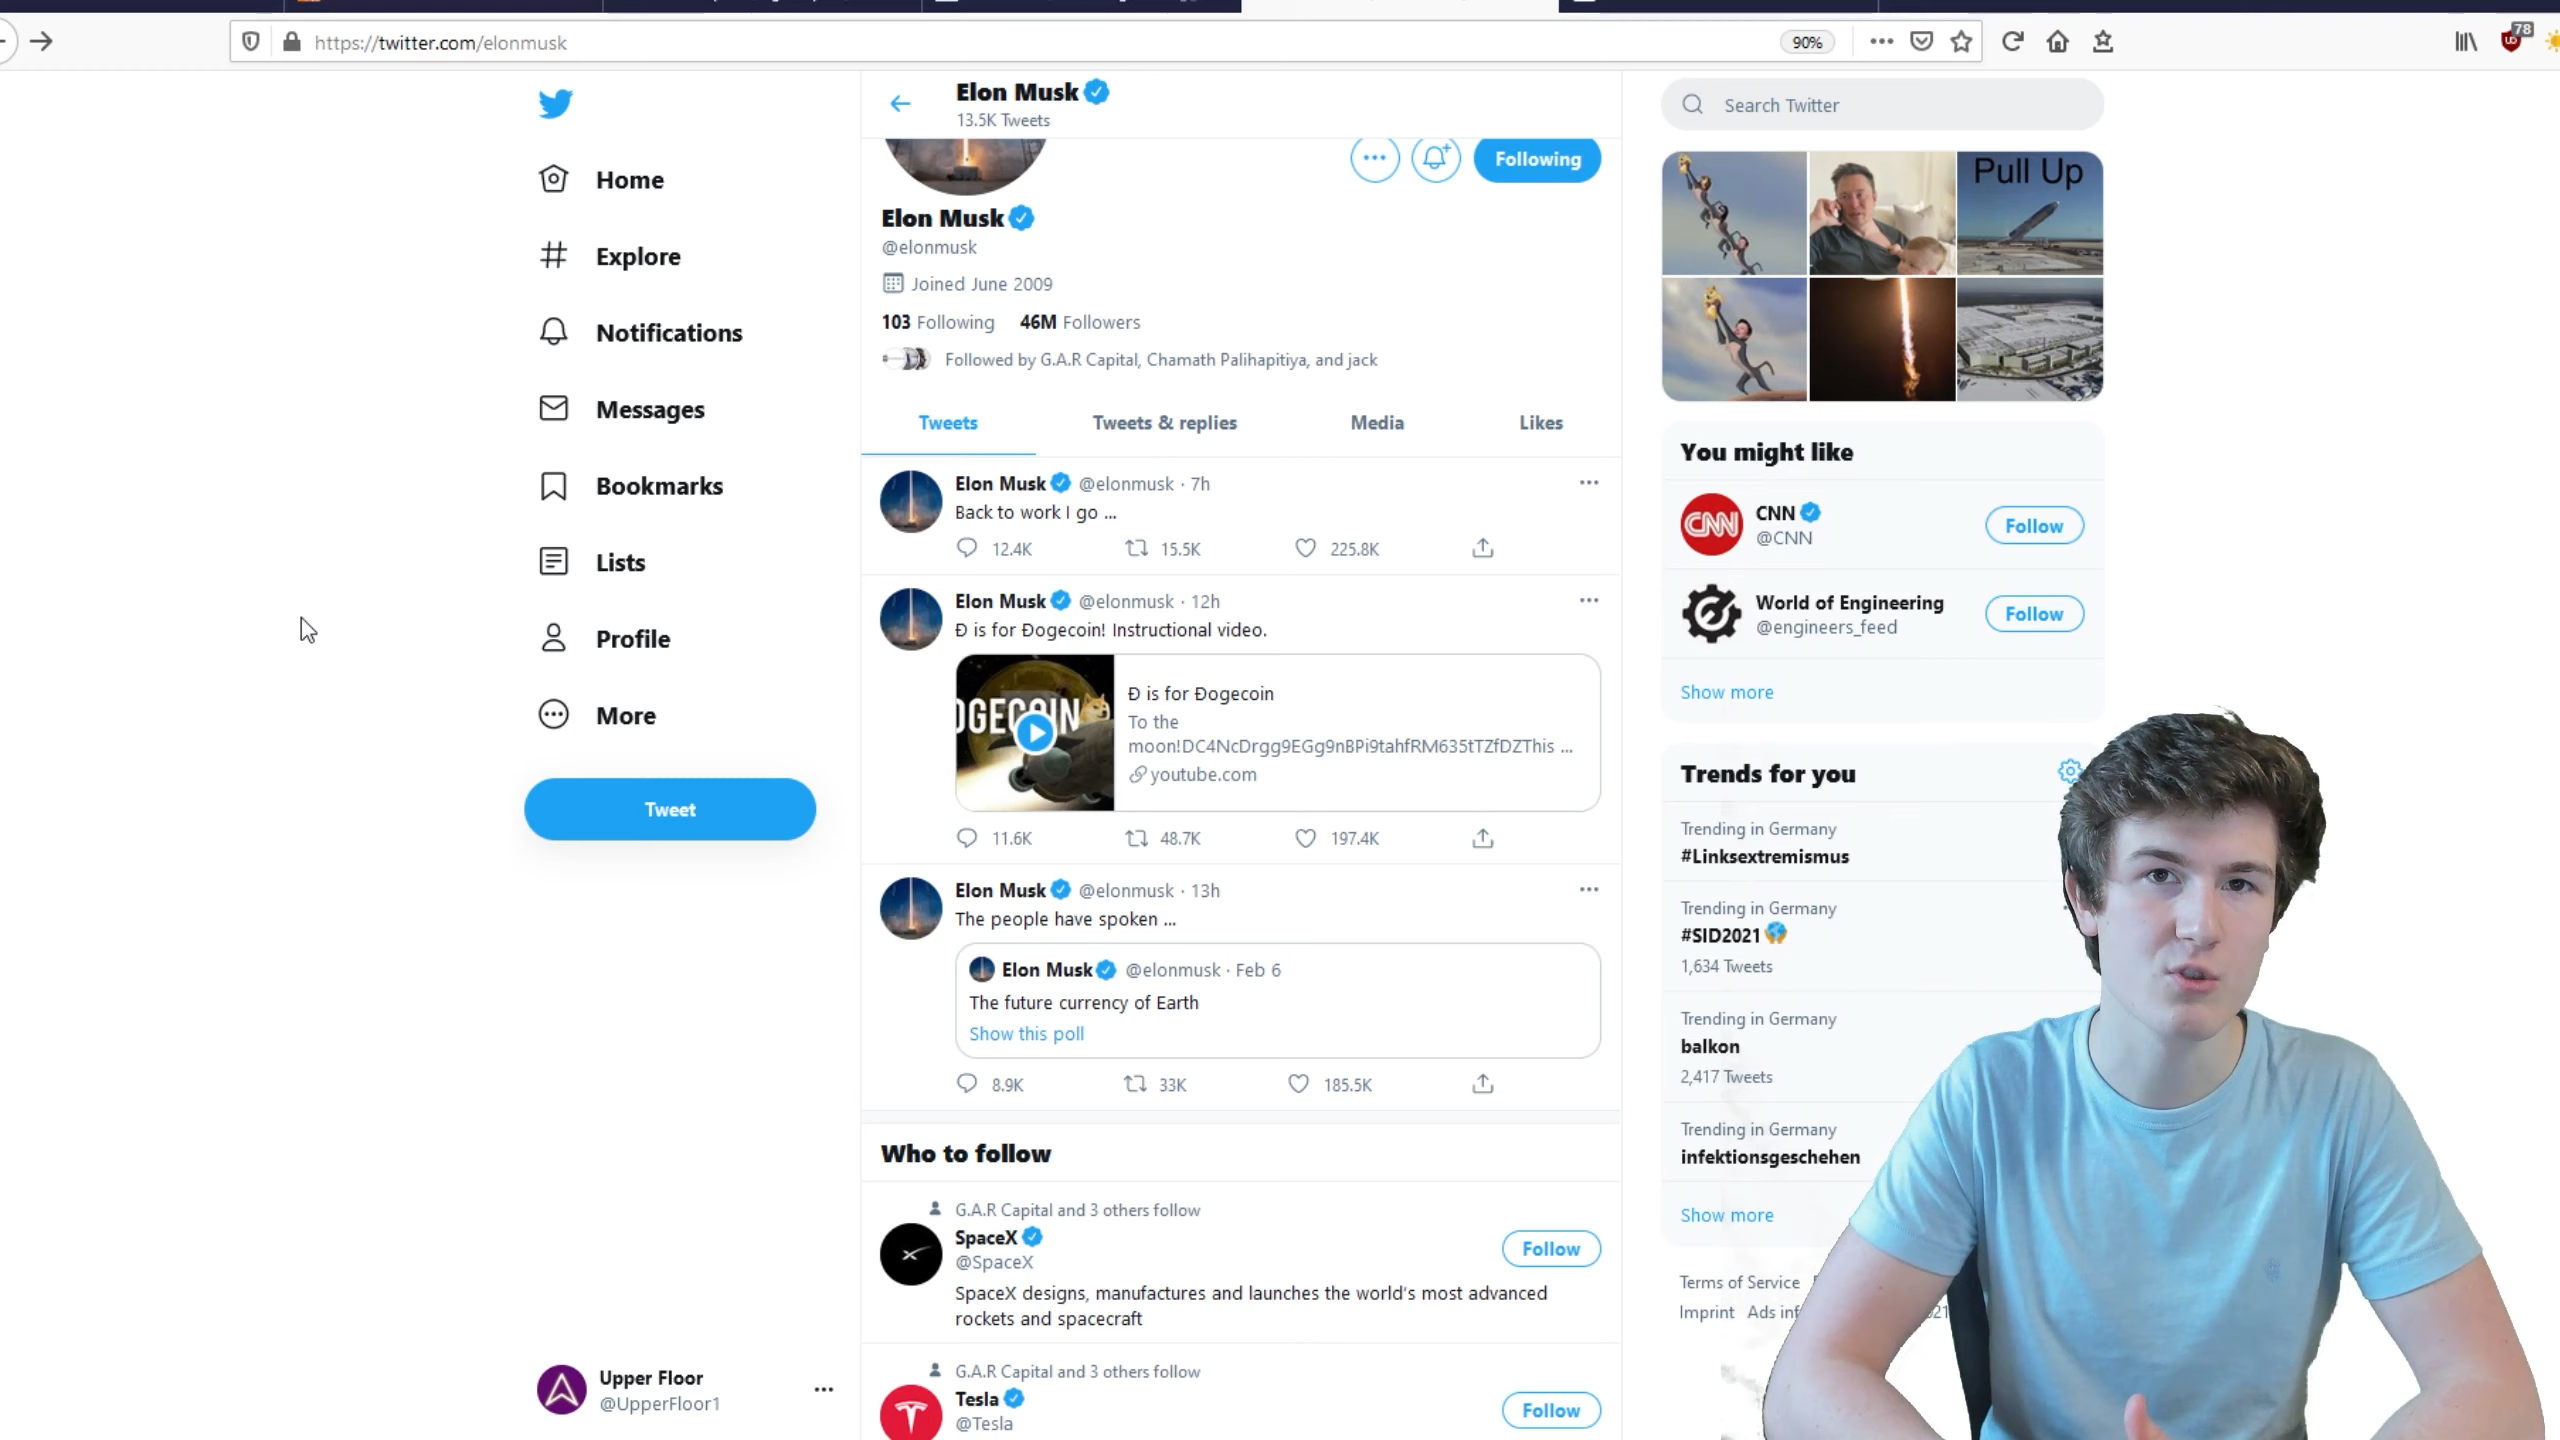 https://twitter.com/elonmusk
90%
78
Home
Explore
Notifications
Messages
Bookmarks
Lists
Profile
More
Tweet
Upper Floor
@UpperFloor1
Elon Musk
13.5K Tweets
Following
Elon Musk
@elonmusk
Joined June 2009
103 Following 46M Followers
Followed by G.A.R Capital, Chamath Palihapitiya, and jack
Tweets Tweets & replies Media Likes
Elon Musk @elonmusk · 7h
Back to work I go ...
12.4K 15.5K 225.8K
Elon Musk @elonmusk · 12h
Ð is for Ðogecoin! Instructional video.
OGECOIN
Ð is for Ðogecoin
To the
moon!DC4NcDrgg9EGg9nBPi9tahfRM635tTZfDZThis ...
youtube.com
11.6K 48.7K 197.4K
Elon Musk @elonmusk · 13h
The people have spoken ...
Elon Musk @elonmusk · Feb 6
The future currency of Earth
Show this poll
8.9K 33K 185.5K
Who to follow
G.A.R Capital and 3 others follow
SpaceX
@SpaceX
Follow
SpaceX designs, manufactures and launches the world's most advanced
rockets and spacecraft
G.A.R Capital and 3 others follow
Tesla
@Tesla
Follow
Search Twitter
Pull Up
You might like
CNN
CNN
@CNN
Follow
World of Engineering
@engineers_feed
Follow
Show more
Trends for you
Trending in Germany
#Linksextremismus
Trending in Germany
#SID2021
1,634 Tweets
Trending in Germany
balkon
2,417 Tweets
Trending in Germany
infektionsgeschehen
Show more
Terms of Service
Imprint Ads